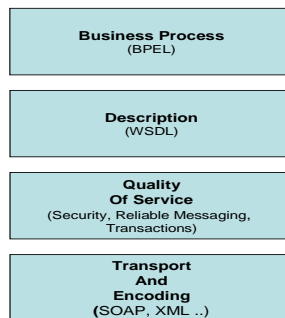 Business Process
(BPEL)
Description
(WSDL)
Quality
Of Service
(Security, Reliable Messaging,
Transactions)
Transport
And
Encoding
(SOAP, XML ..)